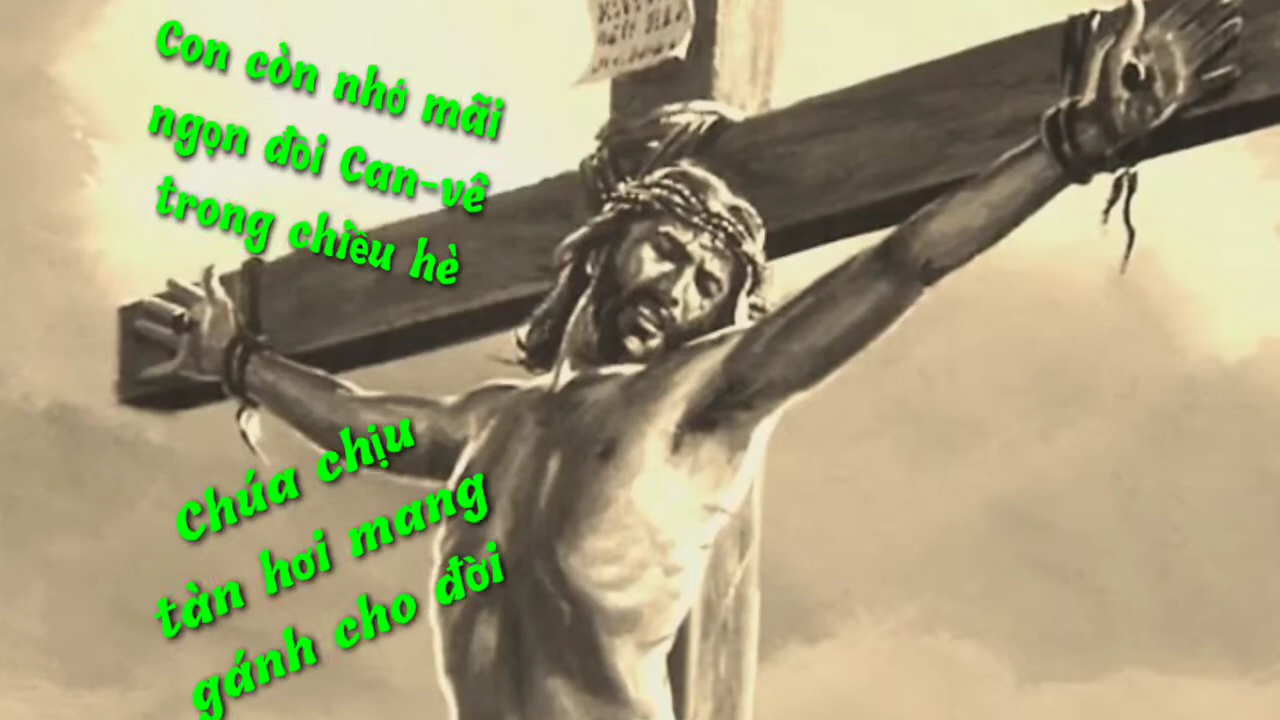 Con còn nhớ mãi
ngọn đồi Can-vê
trong chiều hè
Chúa chịu
tàn hơi mang
gánh cho đời